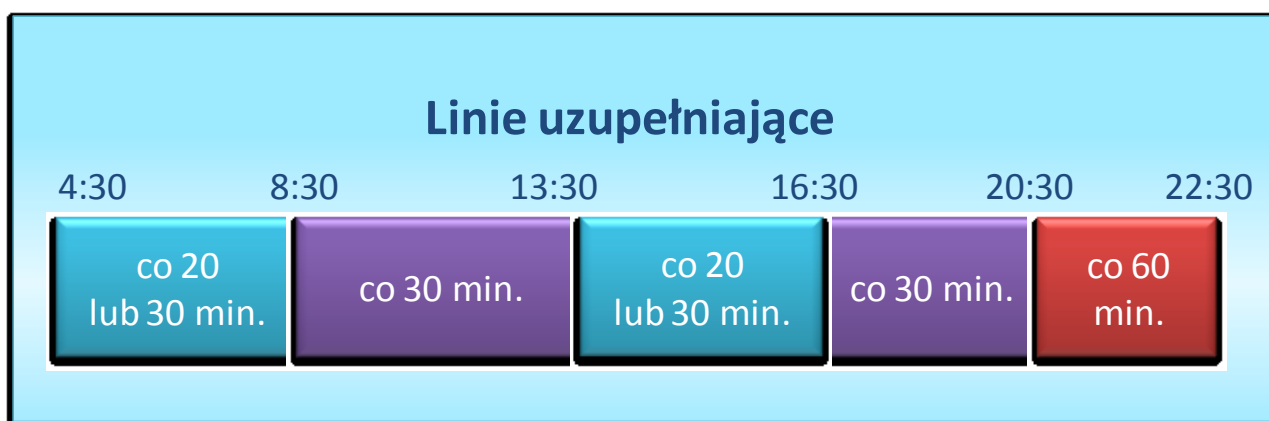 Linie uzupełniające
4:30 8:30 13:30 16:30 20:30 22:30
co 20
lub 30 min.
co 30 min.
co 20
lub 30 min.
co 30 min.
co 60
min.